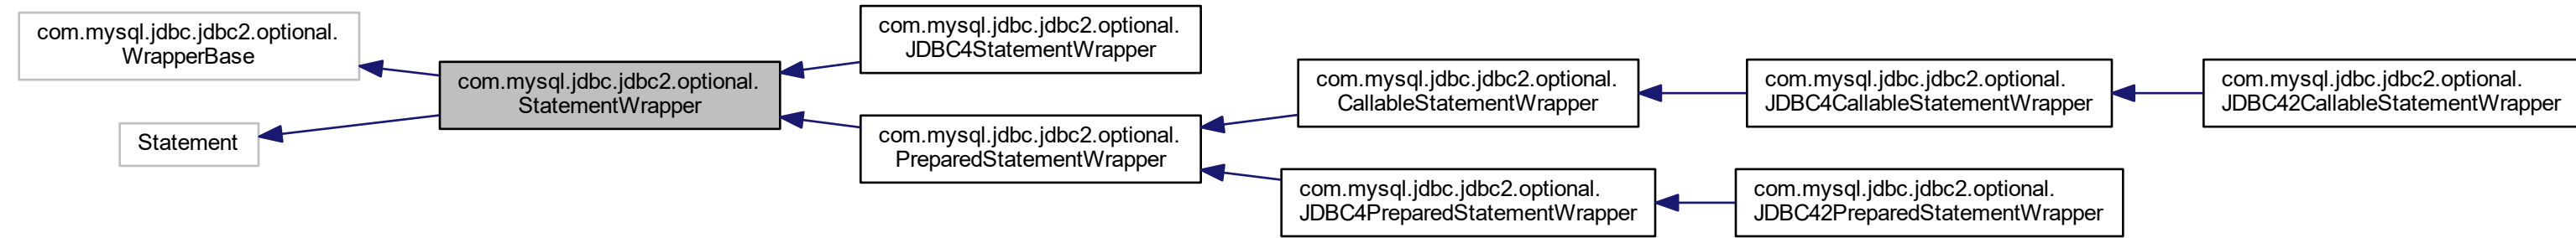 com.mysql.jdbc.jdbc2.optional.
WrapperBase
Statement
com.mysql.jdbc.jdbc2.optional.
StatementWrapper
com.mysql.jdbc.jdbc2.optional.
JDBC4StatementWrapper
com.mysql.jdbc.jdbc2.optional.
PreparedStatementWrapper
com.mysql.jdbc.jdbc2.optional.
CallableStatementWrapper
com.mysql.jdbc.jdbc2.optional.
JDBC4PreparedStatementWrapper
com.mysql.jdbc.jdbc2.optional.
JDBC4CallableStatementWrapper
com.mysql.jdbc.jdbc2.optional.
JDBC42PreparedStatementWrapper
com.mysql.jdbc.jdbc2.optional.
JDBC42CallableStatementWrapper